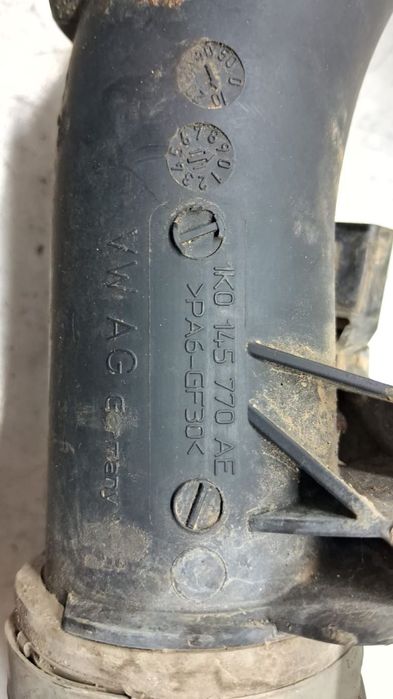 1K0 145 770 AE
>PA6-GF30<
VW AG Germany